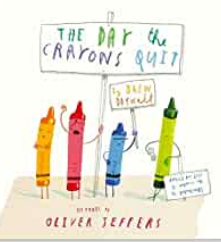 THE DAY the
CRAYONS QUIT
by DREW
DAYWALT
PICTURES by
OLIVER JEFFERS